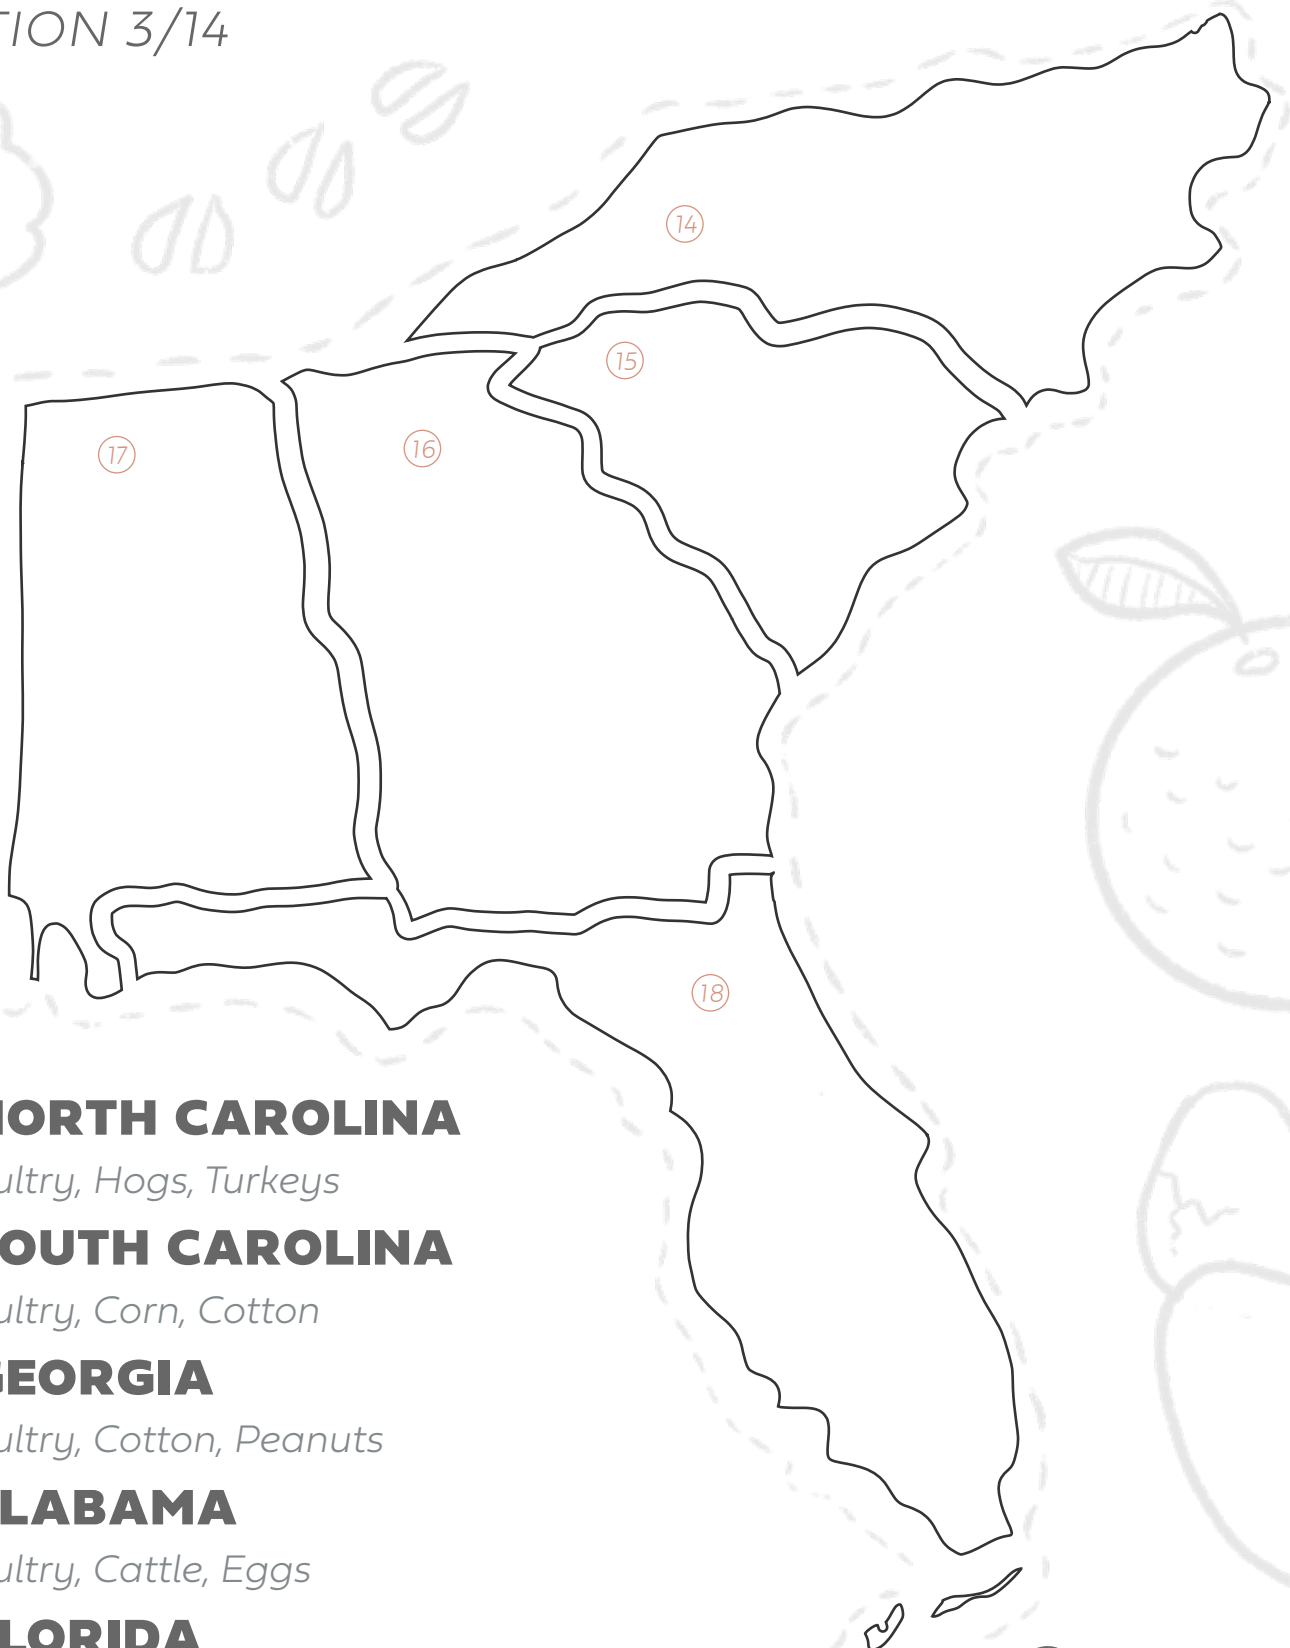 TION 3/14
14
15
16
17
18
NORTH CAROLINA
ultry, Hogs, Turkeys
OUTH CAROLINA
ultry, Corn, Cotton
GEORGIA
ultry, Cotton, Peanuts
LABAMA
ultry, Cattle, Eggs
LORIDA